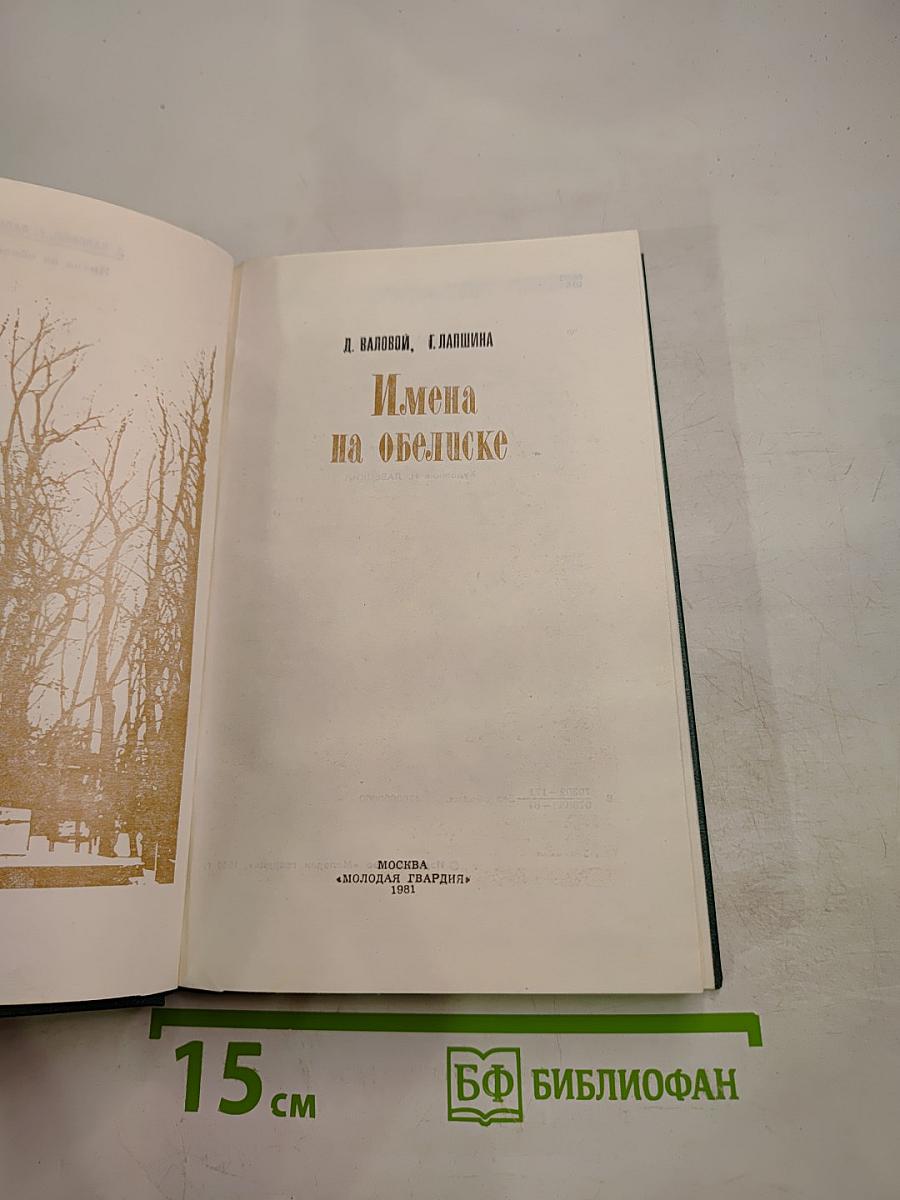 Д. ВАЛОВОЙ, Г. ЛАПШИНА
Имена
на обелиске
МОСКВА
«МОЛОДАЯ ГВАРДИЯ»
1981
15 см
БФ БИБЛИОФАН